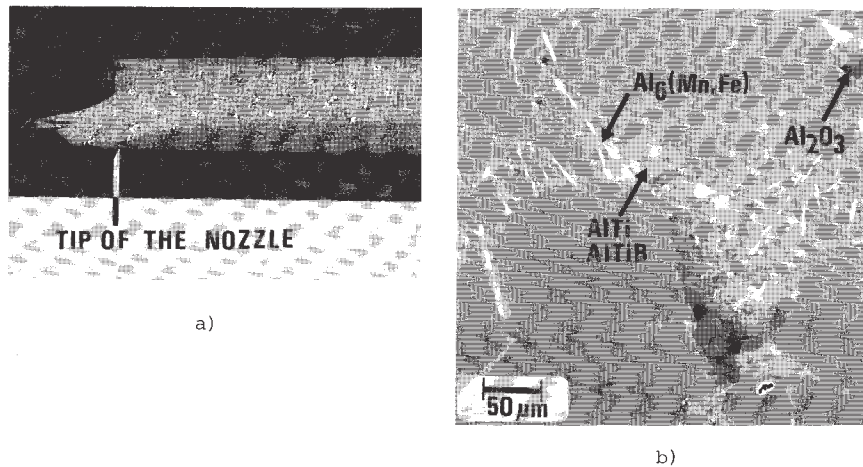 TIP OF THE NOZZLE
a)
Al6(Mn,Fe)
Al2O3
AlTi
AlTiB
50 µm
b)